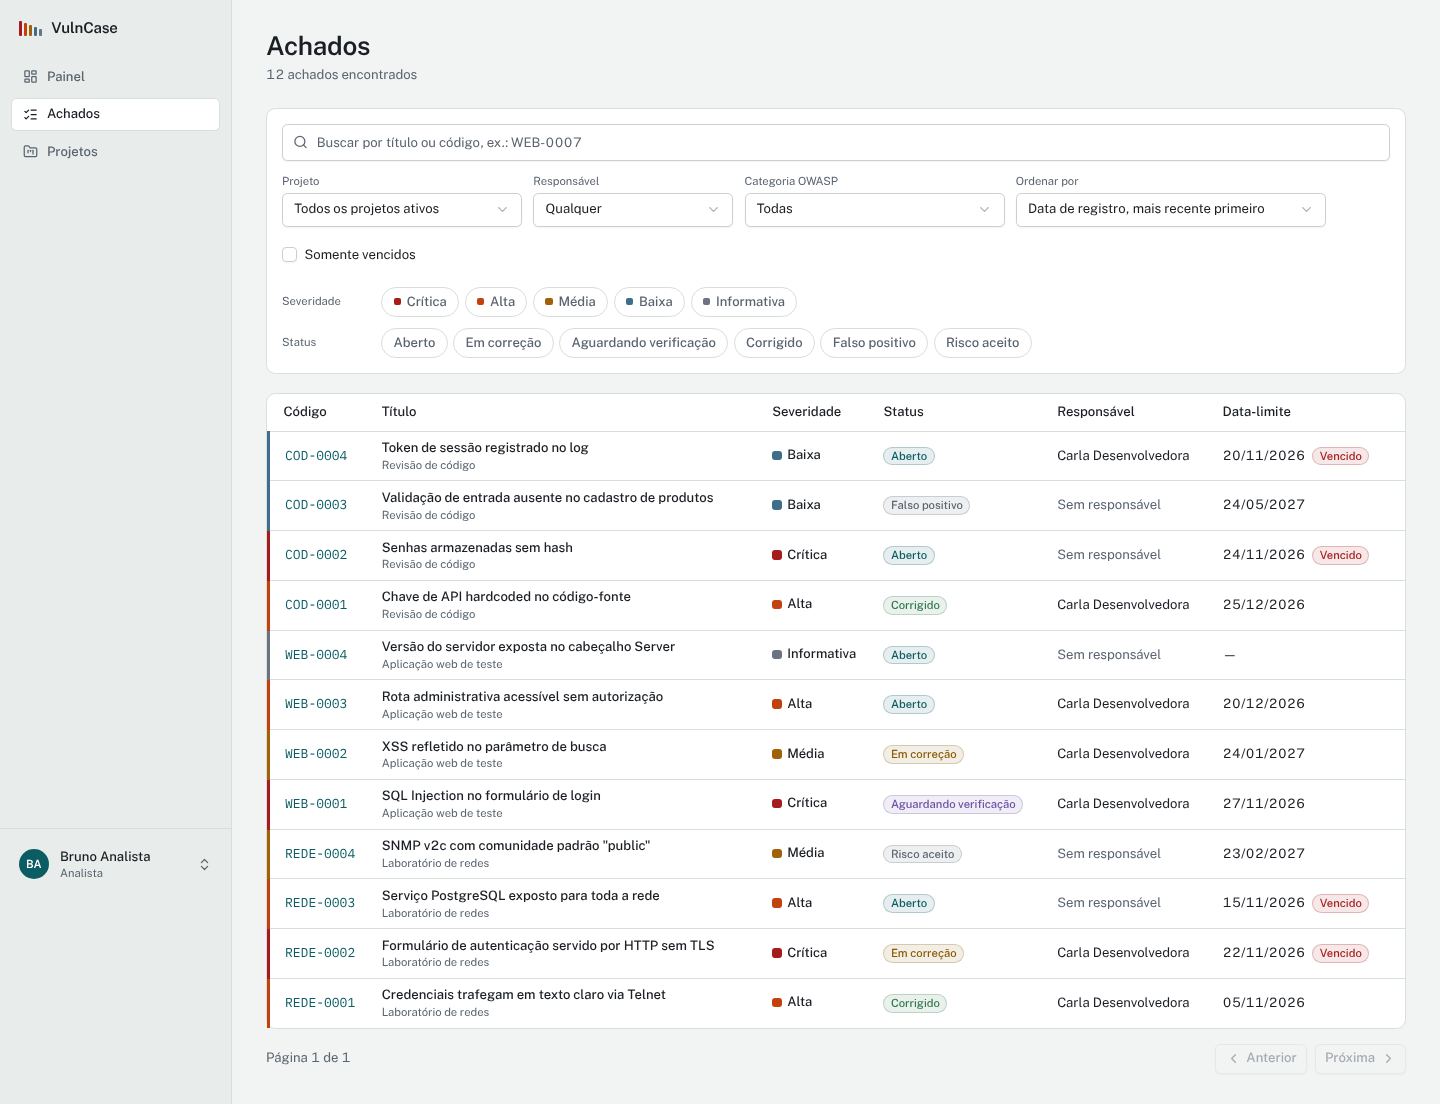 VulnCase
Painel
Achados
Projetos
BA
Bruno Analista
Analista
Achados
12 achados encontrados
Buscar por título ou código, ex.: WEB-0007
Projeto Responsável Categoria OWASP Ordenar por
Todos os projetos ativos Qualquer Todas Data de registro, mais recente primeiro
Somente vencidos
Severidade Crítica Alta Média Baixa Informativa
Status Aberto Em correção Aguardando verificação Corrigido Falso positivo Risco aceito
Código Título Severidade Status Responsável Data-limite
COD-0004 Token de sessão registrado no log Baixa Aberto Carla Desenvolvedora 20/11/2026 Vencido
Revisão de código
COD-0003 Validação de entrada ausente no cadastro de produtos Baixa Falso positivo Sem responsável 24/05/2027
Revisão de código
COD-0002 Senhas armazenadas sem hash Crítica Aberto Sem responsável 24/11/2026 Vencido
Revisão de código
COD-0001 Chave de API hardcoded no código-fonte Alta Corrigido Carla Desenvolvedora 25/12/2026
Revisão de código
WEB-0004 Versão do servidor exposta no cabeçalho Server Informativa Aberto Sem responsável —
Aplicação web de teste
WEB-0003 Rota administrativa acessível sem autorização Alta Aberto Carla Desenvolvedora 20/12/2026
Aplicação web de teste
WEB-0002 XSS refletido no parâmetro de busca Média Em correção Carla Desenvolvedora 24/01/2027
Aplicação web de teste
WEB-0001 SQL Injection no formulário de login Crítica Aguardando verificação Carla Desenvolvedora 27/11/2026
Aplicação web de teste
REDE-0004 SNMP v2c com comunidade padrão "public" Média Risco aceito Sem responsável 23/02/2027
Laboratório de redes
REDE-0003 Serviço PostgreSQL exposto para toda a rede Alta Aberto Sem responsável 15/11/2026 Vencido
Laboratório de redes
REDE-0002 Formulário de autenticação servido por HTTP sem TLS Crítica Em correção Carla Desenvolvedora 22/11/2026 Vencido
Laboratório de redes
REDE-0001 Credenciais trafegam em texto claro via Telnet Alta Corrigido Carla Desenvolvedora 05/11/2026
Laboratório de redes
Página 1 de 1 Anterior Próxima